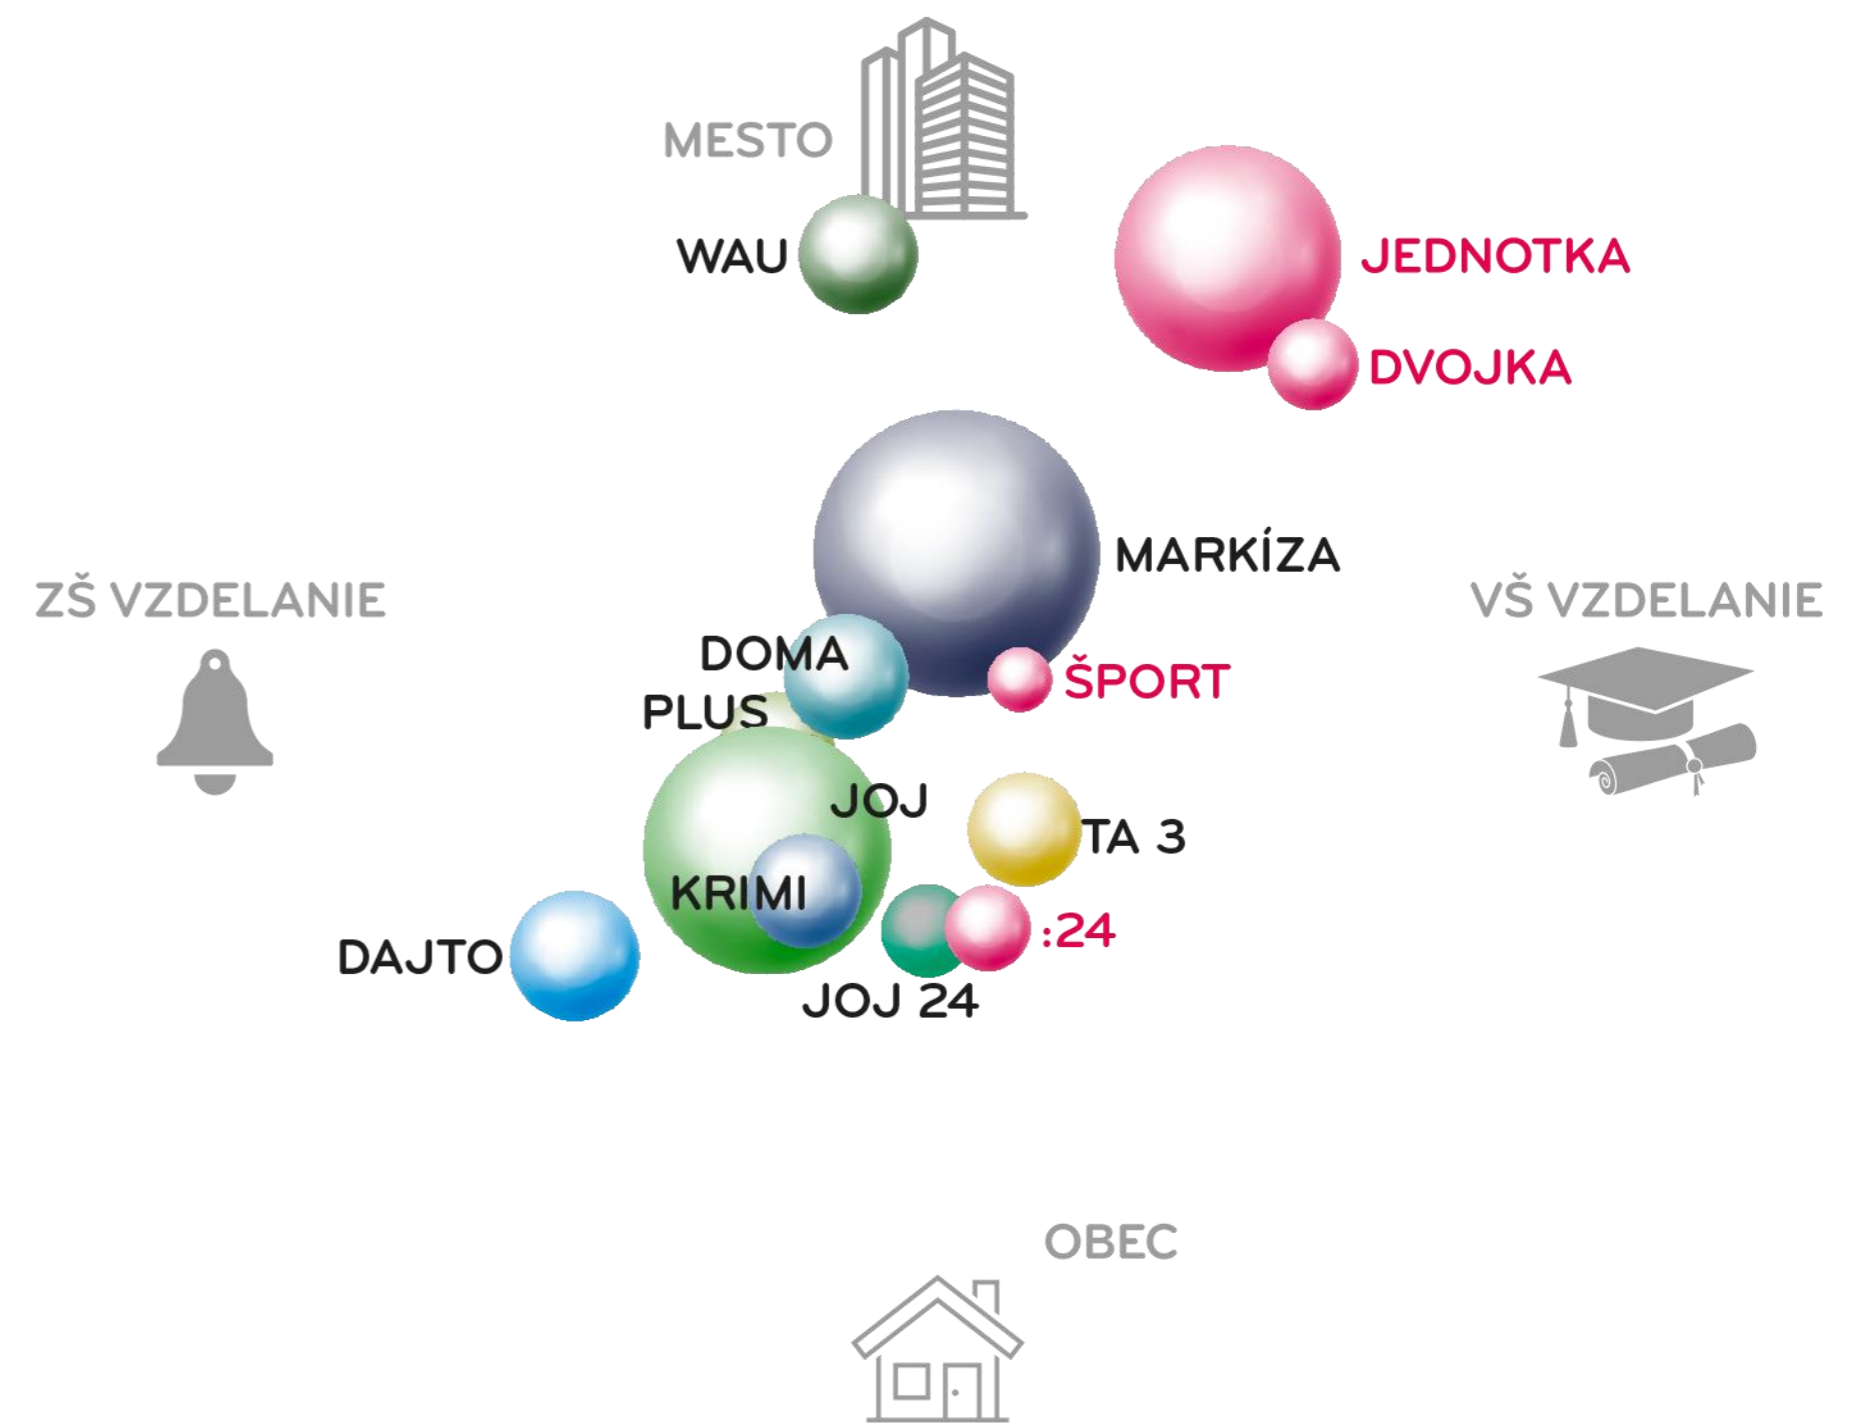 MESTO
WAU
JEDNOTKA
DVOJKA
MARKÍZA
ZŠ VZDELANIE
VŠ VZDELANIE
DOMA
ŠPORT
PLUS
JOJ
TA 3
KRIMI
:24
DAJTO
JOJ 24
OBEC